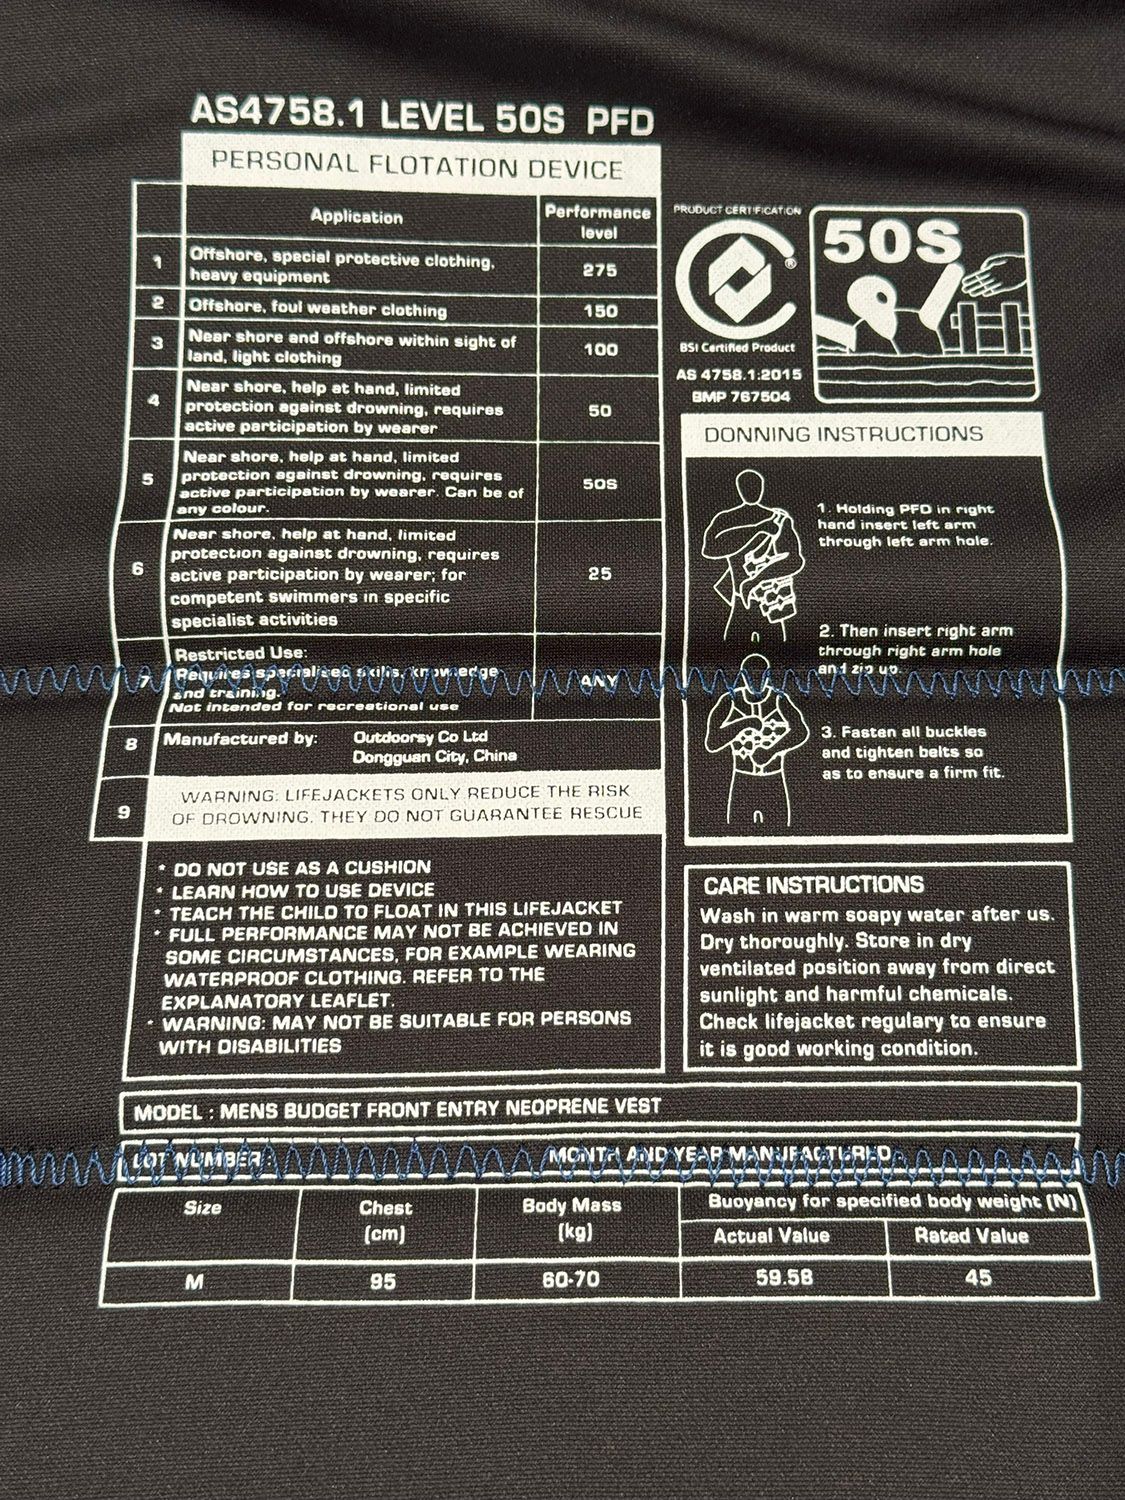 AS4758.1 LEVEL 50S PFD
PERSONAL FLOTATION DEVICE
Application
Performance
level
1
Offshore, special protective clothing,
heavy equipment
275
2
Offshore, foul weather clothing
150
3
Near shore and offshore within sight of
land, light clothing
100
4
Near shore, help at hand, limited
protection against drowning, requires
active participation by wearer
50
5
Near shore, help at hand, limited
protection against drowning, requires
active participation by wearer. Can be of
any colour.
50S
6
Near shore, help at hand, limited
protection against drowning, requires
active participation by wearer; for
competent swimmers in specific
specialist activities
25
7
Restricted Use:
Requires specialised skills, knowledge
and training.
Not intended for recreational use
ANY
8
Manufactured by: Outdoorsy Co Ltd
Dongguan City, China
9
WARNING: LIFEJACKETS ONLY REDUCE THE RISK
OF DROWNING. THEY DO NOT GUARANTEE RESCUE
* DO NOT USE AS A CUSHION
* LEARN HOW TO USE DEVICE
* TEACH THE CHILD TO FLOAT IN THIS LIFEJACKET
* FULL PERFORMANCE MAY NOT BE ACHIEVED IN
SOME CIRCUMSTANCES, FOR EXAMPLE WEARING
WATERPROOF CLOTHING. REFER TO THE
EXPLANATORY LEAFLET.
* WARNING: MAY NOT BE SUITABLE FOR PERSONS
WITH DISABILITIES
PRODUCT CERTIFICATION
®
BSI Certified Product
AS 4758.1:2015
BMP 767504
50S
DONNING INSTRUCTIONS
1. Holding PFD in right
hand insert left arm
through left arm hole.
2. Then insert right arm
through right arm hole
and zip up.
3. Fasten all buckles
and tighten belts so
as to ensure a firm fit.
CARE INSTRUCTIONS
Wash in warm soapy water after us.
Dry thoroughly. Store in dry
ventilated position away from direct
sunlight and harmful chemicals.
Check lifejacket regulary to ensure
it is good working condition.
MODEL : MENS BUDGET FRONT ENTRY NEOPRENE VEST
LOT NUMBER: MONTH AND YEAR MANUFACTURED
Size
Chest
(cm)
Body Mass
(kg)
Buoyancy for specified body weight (N)
Actual Value
Rated Value
M
95
60-70
59.58
45